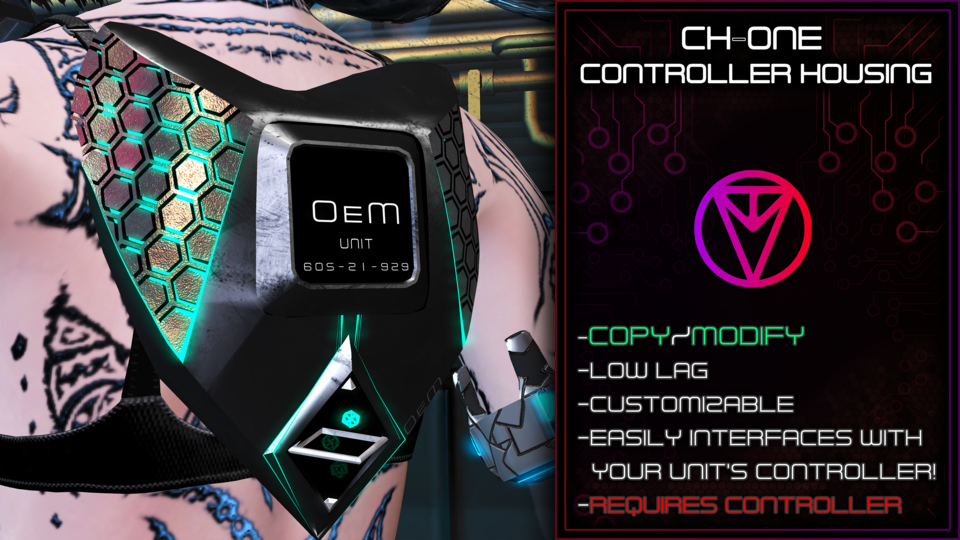 OeM
UNIT
605-21-929
OeM
CH-ONE
CONTROLLER HOUSING
-COPY/MODIFY
-LOW LAG
-CUSTOMIZABLE
-EASILY INTERFACES WITH
YOUR UNIT'S CONTROLLER!
-REQUIRES CONTROLLER